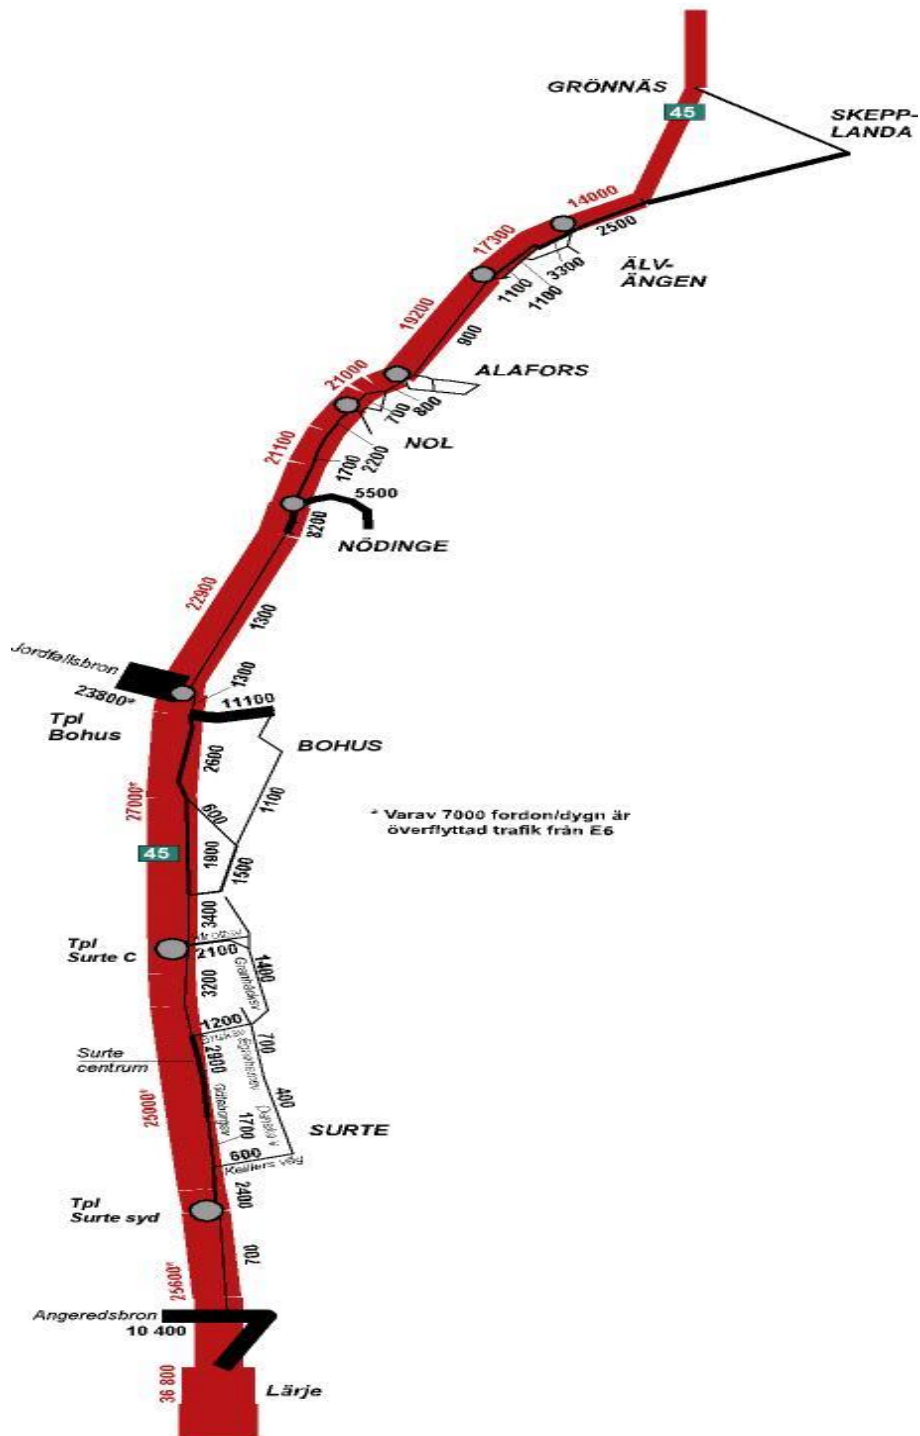 GRÖNNÄS
45
SKEPP-
LANDA
14000
2500
17300
3300
ÄLV-
ÄNGEN
1100
1100
19200
900
ALAFORS
21000
800
700
NOL
21100
2200
1700
5500
8200
NÖDINGE
22900
1300
Jordfallsbron
23800*
1300
11100
Tpl
Bohus
BOHUS
2600
27000*
1100
600
* Varav 7000 fordon/dygn är
överflyttad trafik från E6
45
1500
3400
Tpl
Surte C
2100
1400
3200
1200
700
Surte
centrum
2900
400
25000*
Göteborgsv
1700
SURTE
600
Keillers väg
2400
Tpl
Surte syd
700
25600*
Angeredsbron
10 400
36 800
Lärje